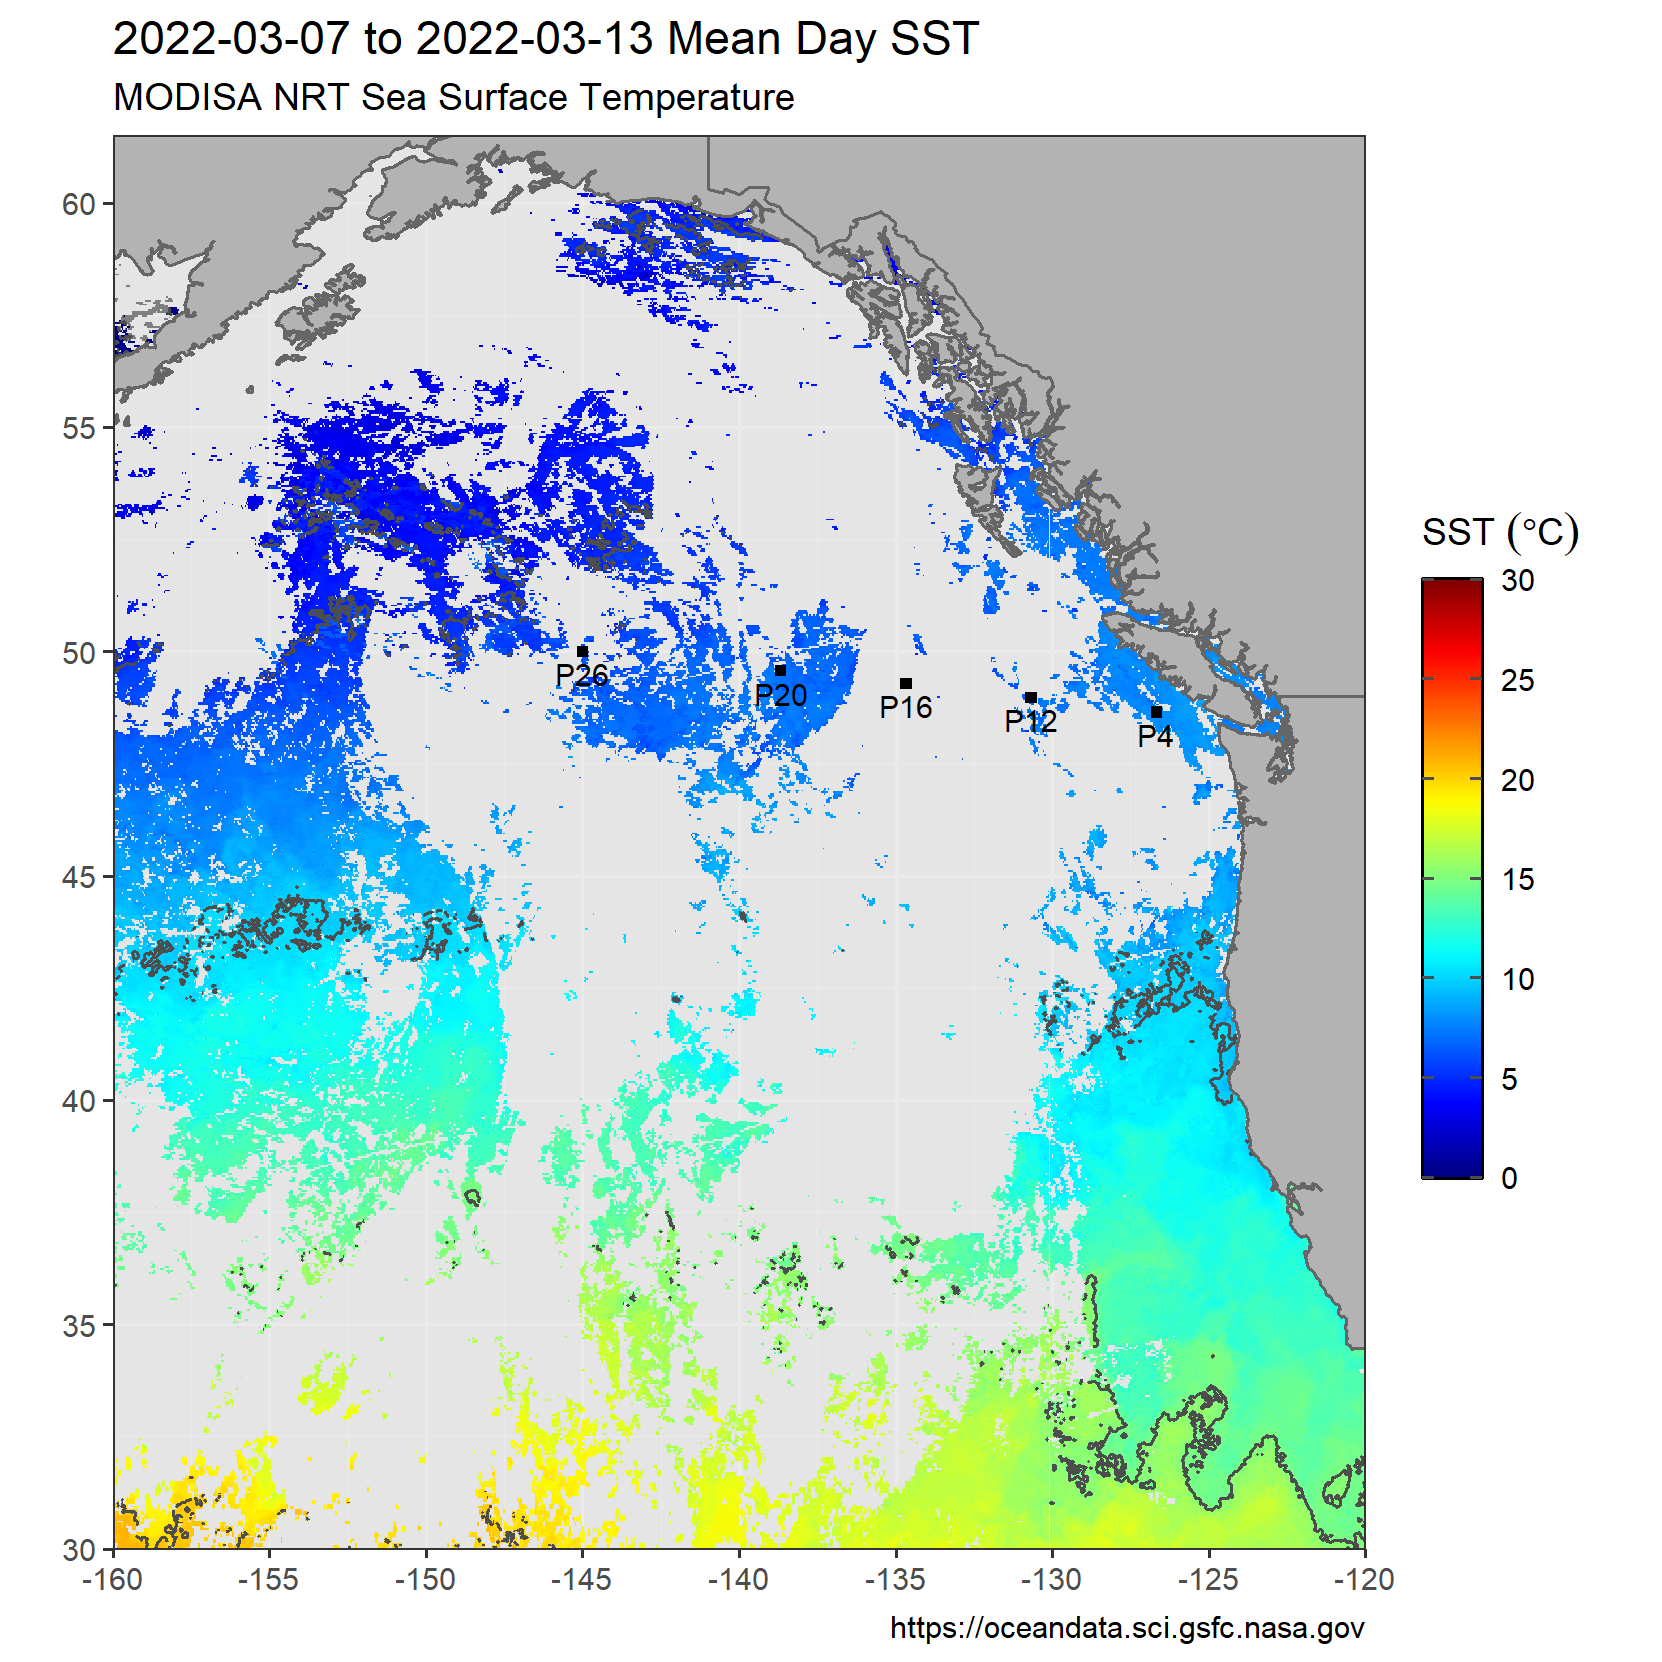 2022-03-07 to 2022-03-13 Mean Day SST
MODISA NRT Sea Surface Temperature
60
55
50
45
40
35
30
P26
P20
P16
P12
P4
-160
-155
-150
-145
-140
-135
-130
-125
-120
SST (°C)
30
25
20
15
10
5
0
https://oceandata.sci.gsfc.nasa.gov